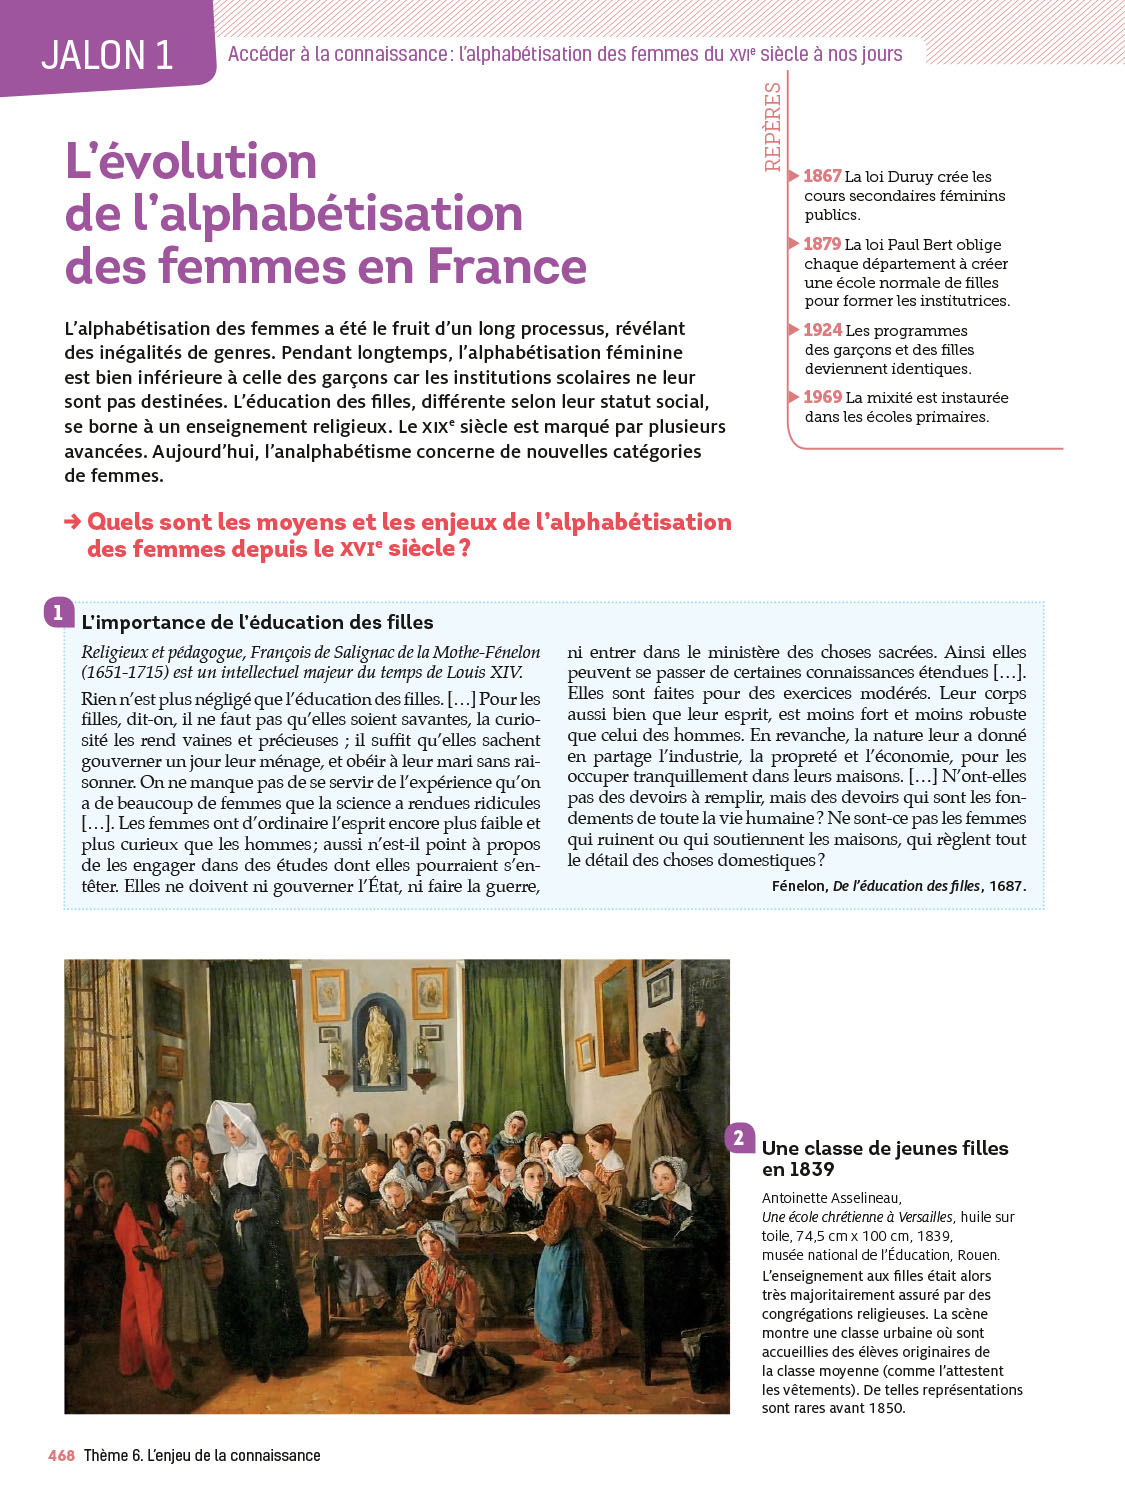 JALON 1
Accéder à la connaissance : l’alphabétisation des femmes du XVIe siècle à nos jours
L’évolution
de l’alphabétisation
des femmes en France
L’alphabétisation des femmes a été le fruit d’un long processus, révélant
des inégalités de genres. Pendant longtemps, l’alphabétisation féminine
est bien inférieure à celle des garçons car les institutions scolaires ne leur
sont pas destinées. L’éducation des filles, différente selon leur statut social,
se borne à un enseignement religieux. Le XIXe siècle est marqué par plusieurs
avancées. Aujourd’hui, l’analphabétisme concerne de nouvelles catégories
de femmes.
→ Quels sont les moyens et les enjeux de l’alphabétisation
des femmes depuis le XVIe siècle ?
REPÈRES
1867 La loi Duruy crée les
cours secondaires féminins
publics.
1879 La loi Paul Bert oblige
chaque département à créer
une école normale de filles
pour former les institutrices.
1924 Les programmes
des garçons et des filles
deviennent identiques.
1969 La mixité est instaurée
dans les écoles primaires.
1
L’importance de l’éducation des filles
Religieux et pédagogue, François de Salignac de la Mothe-Fénelon
(1651-1715) est un intellectuel majeur du temps de Louis XIV.
Rien n’est plus négligé que l’éducation des filles. […] Pour les
filles, dit-on, il ne faut pas qu’elles soient savantes, la curio-
sité les rend vaines et précieuses ; il suffit qu’elles sachent
gouverner un jour leur ménage, et obéir à leur mari sans rai-
sonner. On ne manque pas de se servir de l’expérience qu’on
a de beaucoup de femmes que la science a rendues ridicules
[…]. Les femmes ont d’ordinaire l’esprit encore plus faible et
plus curieux que les hommes ; aussi n’est-il point à propos
de les engager dans des études dont elles pourraient s’en-
têter. Elles ne doivent ni gouverner l’État, ni faire la guerre,
ni entrer dans le ministère des choses sacrées. Ainsi elles
peuvent se passer de certaines connaissances étendues […].
Elles sont faites pour des exercices modérés. Leur corps
aussi bien que leur esprit, est moins fort et moins robuste
que celui des hommes. En revanche, la nature leur a donné
en partage l’industrie, la propreté et l’économie, pour les
occuper tranquillement dans leurs maisons. […] N’ont-elles
pas des devoirs à remplir, mais des devoirs qui sont les fon-
dements de toute la vie humaine ? Ne sont-ce pas les femmes
qui ruinent ou qui soutiennent les maisons, qui règlent tout
le détail des choses domestiques ?
Fénelon, De l’éducation des filles, 1687.
2
Une classe de jeunes filles
en 1839
Antoinette Asselineau,
Une école chrétienne à Versailles, huile sur
toile, 74,5 cm x 100 cm, 1839,
musée national de l’Éducation, Rouen.
L’enseignement aux filles était alors
très majoritairement assuré par des
congrégations religieuses. La scène
montre une classe urbaine où sont
accueillies des élèves originaires de
la classe moyenne (comme l’attestent
les vêtements). De telles représentations
sont rares avant 1850.
468 Thème 6. L’enjeu de la connaissance